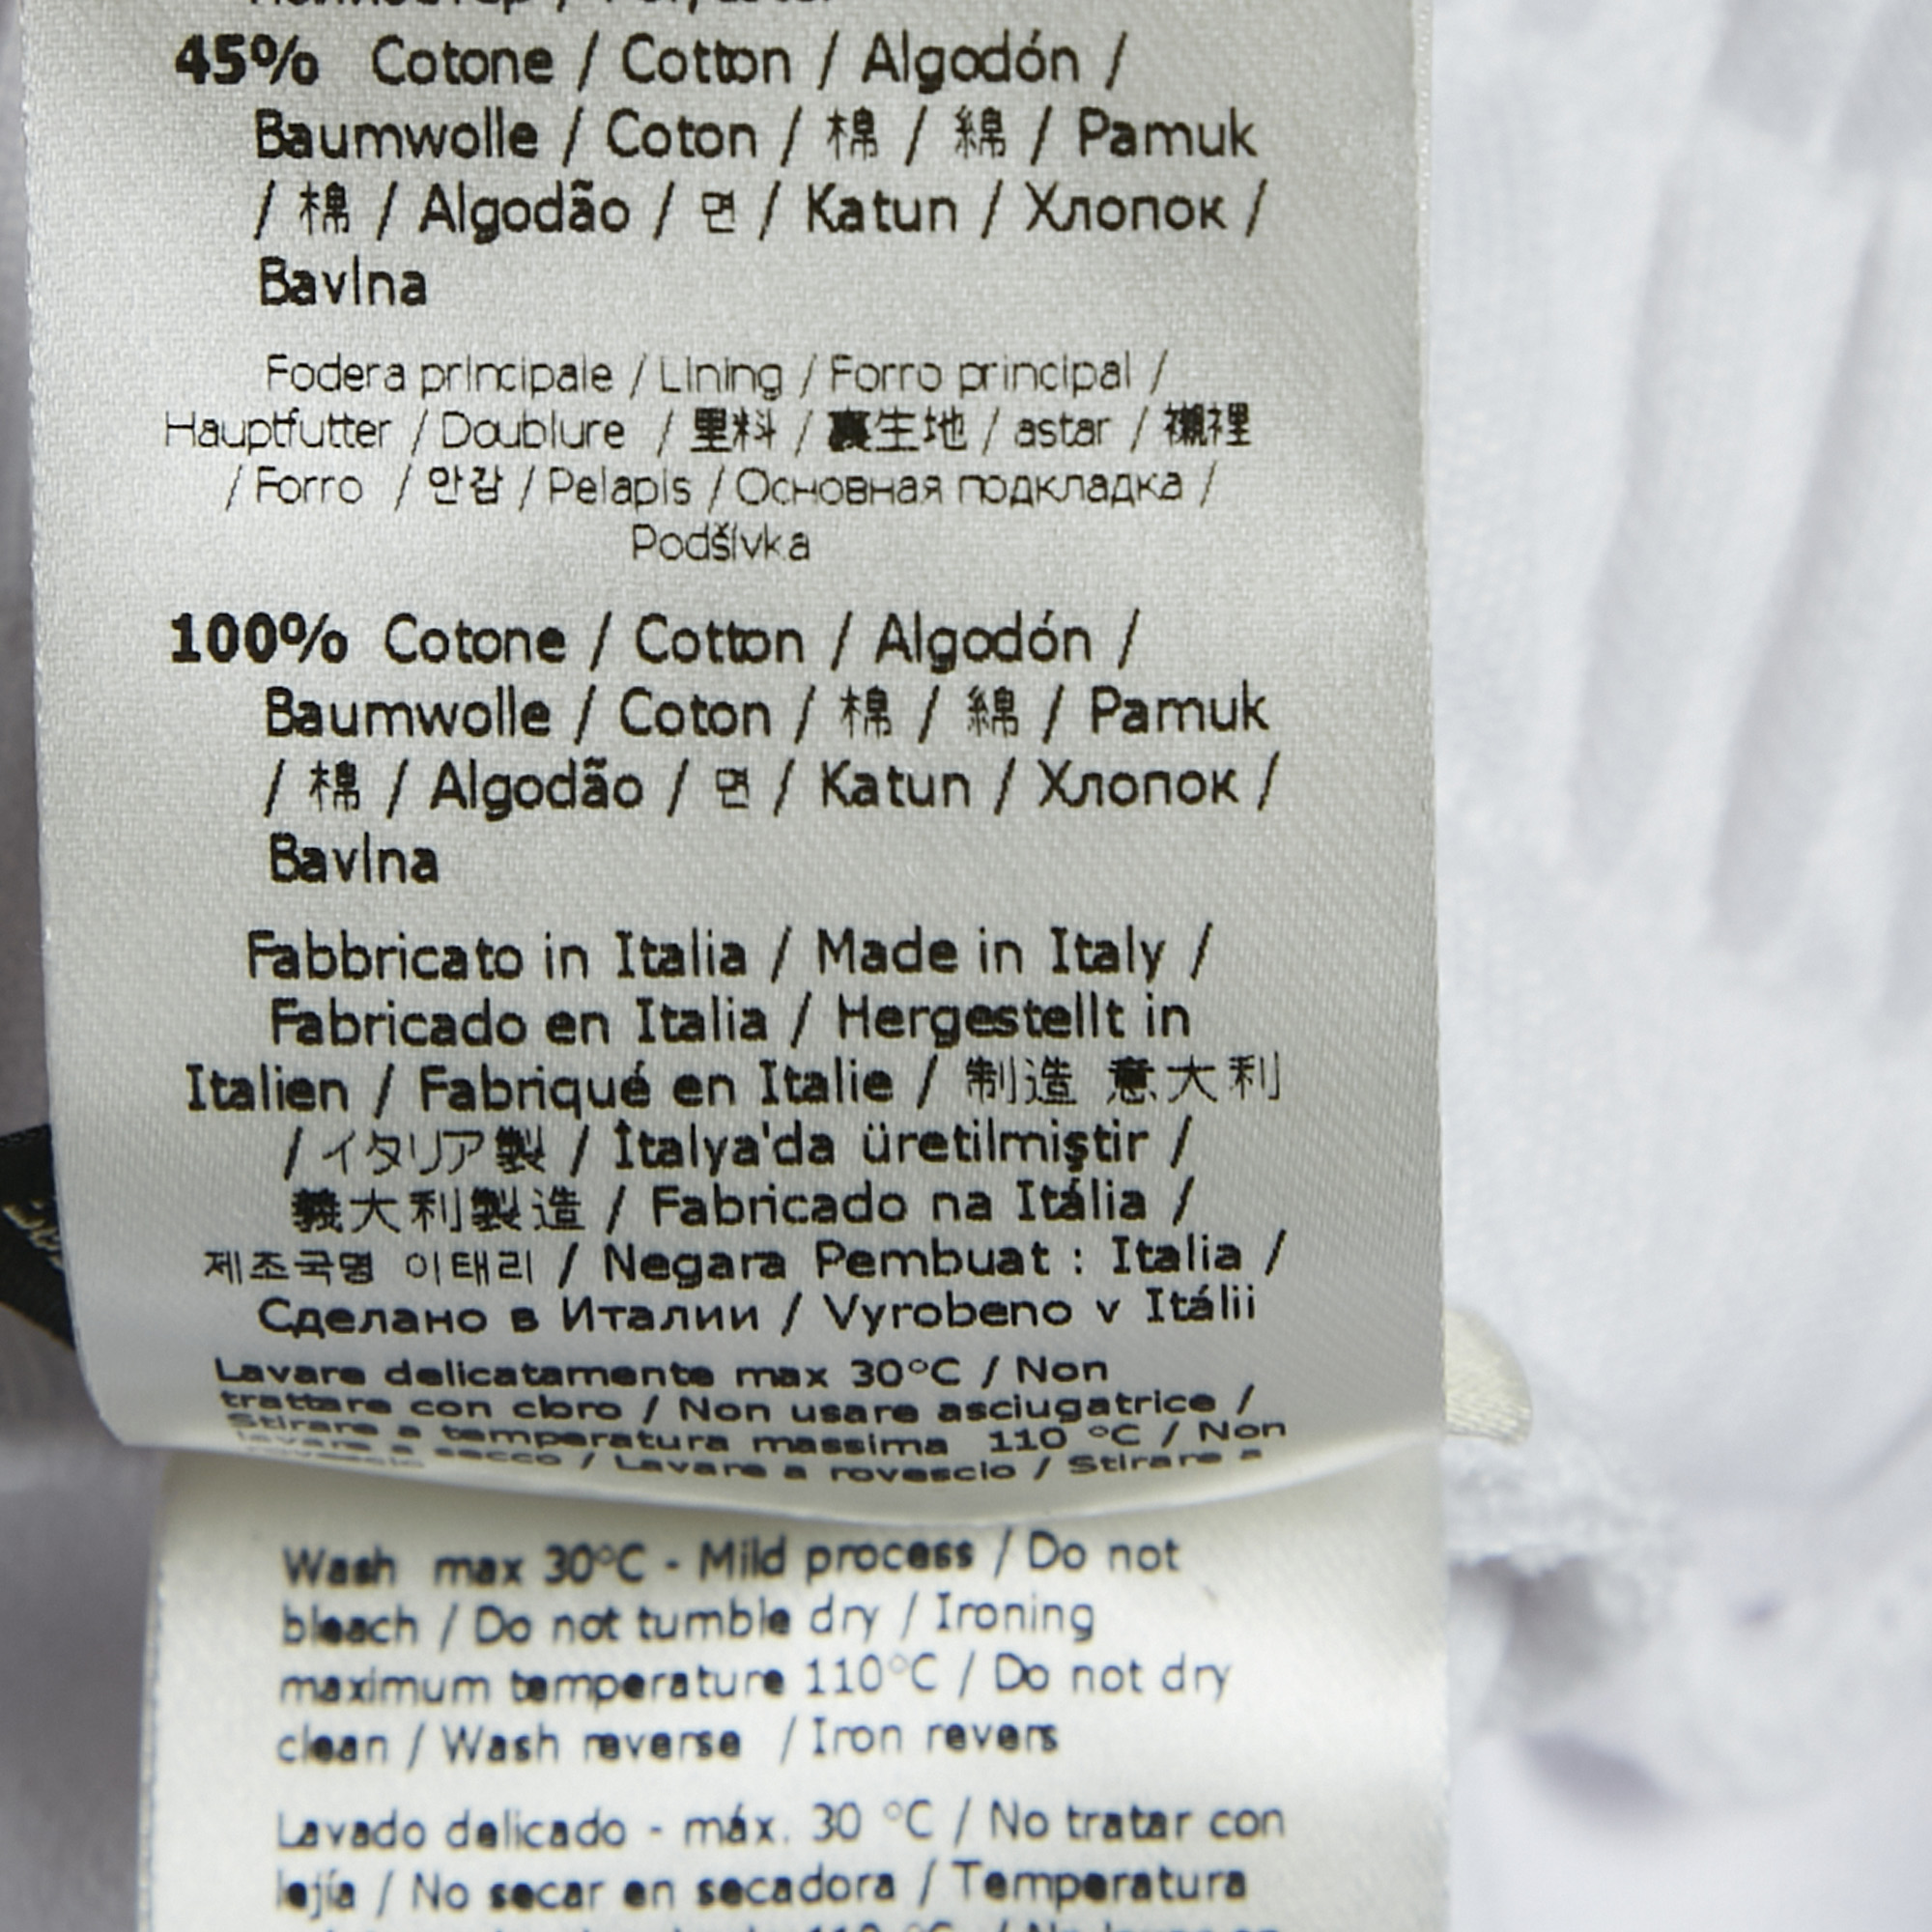 45% Cotone / Cotton / Algodón /
Baumwolle / Coton / 棉 / 綿 / Pamuk
/ 棉 / Algodão / 면 / Katun / Хлопок /
Bavlna
Fodera principale / Lining / Forro principal /
Hauptfutter / Doublure / 里料 / 裏生地 / astar / 襯裡
/ Forro / 안감 / Pelapis / Основная подкладка /
Podšívka
100% Cotone / Cotton / Algodón /
Baumwolle / Coton / 棉 / 綿 / Pamuk
/ 棉 / Algodão / 면 / Katun / Хлопок /
Bavlna
Fabbricato in Italia / Made in Italy /
Fabricado en Italia / Hergestellt in
Italien / Fabriqué en Italie / 制造 意大利
/ イタリア製 / İtalya'da üretilmiştir /
義大利製造 / Fabricado na Itália /
제조국명 이태리 / Negara Pembuat : Italia /
Сделано в Италии / Vyrobeno v Itálii
Lavare delicatamente max 30°C / Non
trattare con cloro / Non usare asciugatrice /
Stirare a temperatura massima 110 °C / Non
lavare a secco / Lavare a rovescio / Stirare a
Wash max 30°C - Mild process / Do not
bleach / Do not tumble dry / Ironing
maximum temperature 110°C / Do not dry
clean / Wash reverse / Iron revers
Lavado delicado - máx. 30 °C / No tratar con
lejía / No secar en secadora / Temperatura